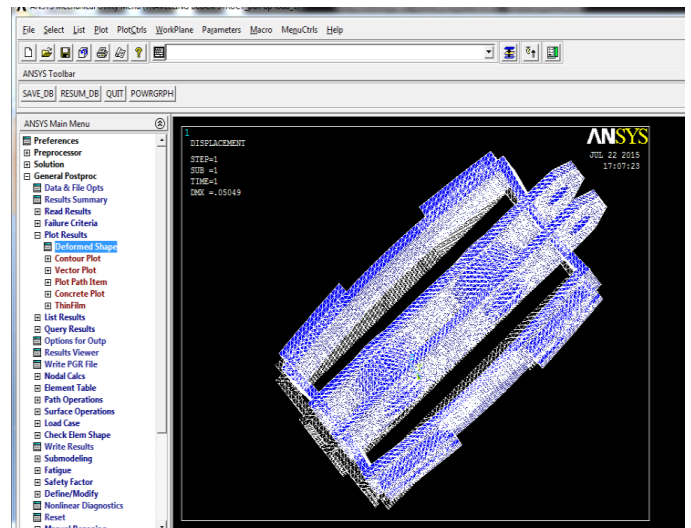 File Select List Plot PlotCtrls WorkPlane Parameters Macro MenuCtrls Help
ANSYS Toolbar
SAVE_DB RESUM_DB QUIT POWRGRPH
ANSYS Main Menu
Preferences
Preprocessor
Solution
General Postproc
Data & File Opts
Results Summary
Read Results
Failure Criteria
Plot Results
Deformed Shape
Contour Plot
Vector Plot
Plot Path Item
Concrete Plot
ThinFilm
List Results
Query Results
Options for Outp
Results Viewer
Write PGR File
Nodal Calcs
Element Table
Path Operations
Surface Operations
Load Case
Check Elem Shape
Write Results
Submodeling
Fatigue
Safety Factor
Define/Modify
Nonlinear Diagnostics
Reset
1
DISPLACEMENT
STEP=1
SUB =1
TIME=1
DMX =.05049
ANSYS
JUL 22 2015
17:07:23